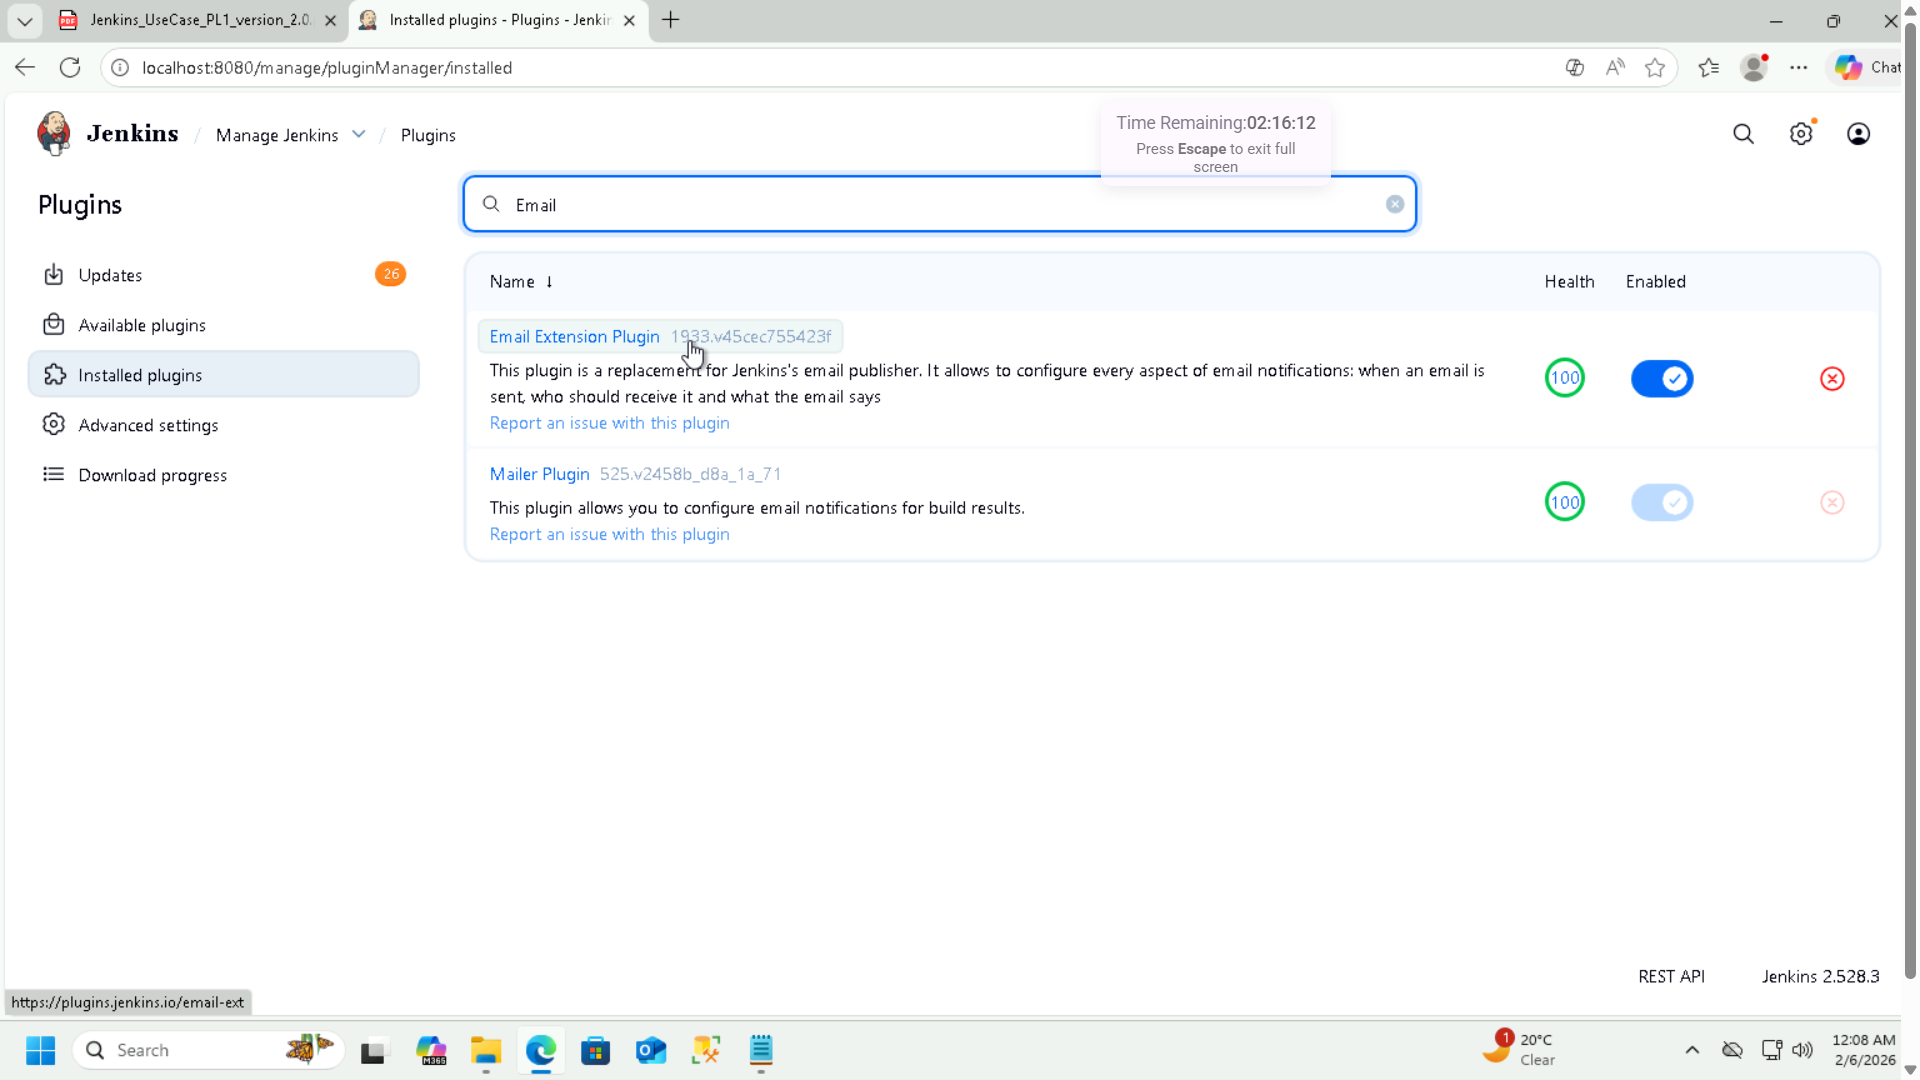 Jenkins_UseCase_PL1_version_2.0.
Installed plugins - Plugins - Jenkin
localhost:8080/manage/pluginManager/installed
Chat
Jenkins / Manage Jenkins / Plugins
Time Remaining:02:16:12
Press Escape to exit full
screen
Plugins
Email
Updates 26
Available plugins
Installed plugins
Advanced settings
Download progress
Name ↓ Health Enabled
Email Extension Plugin 1933.v45cec755423f
This plugin is a replacement for Jenkins's email publisher. It allows to configure every aspect of email notifications: when an email is
sent, who should receive it and what the email says
Report an issue with this plugin
100
Mailer Plugin 525.v2458b_d8a_1a_71
This plugin allows you to configure email notifications for build results.
Report an issue with this plugin
100
REST API Jenkins 2.528.3
https://plugins.jenkins.io/email-ext
Search
M365
1
20°C
Clear
12:08 AM
2/6/2026